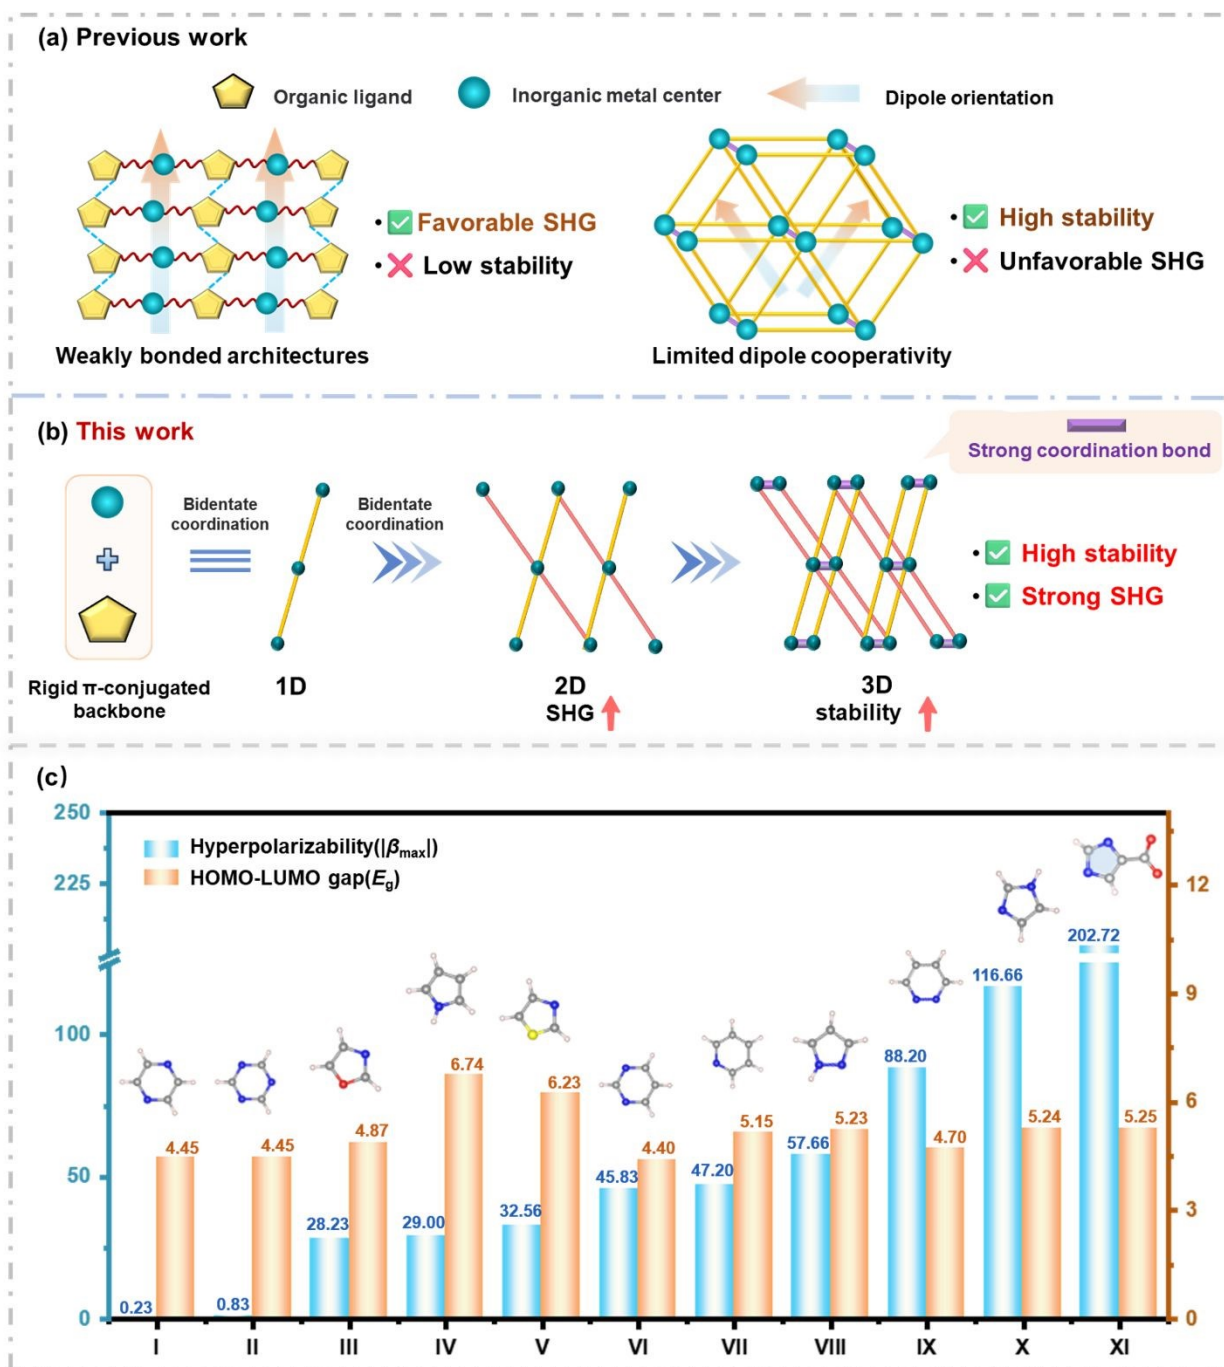 (a) Previous work
Organic ligand
Inorganic metal center
Dipole orientation
• Favorable SHG
• Low stability
Weakly bonded architectures
• High stability
• Unfavorable SHG
Limited dipole cooperativity
(b) This work
Strong coordination bond
Bidentate
coordination
Bidentate
coordination
Rigid π-conjugated
backbone
1D
2D
SHG
3D
stability
• High stability
• Strong SHG
(c)
Hyperpolarizability(|βmax|)
HOMO-LUMO gap(Eg)
250
225
100
50
0
12
9
6
3
0
0.23
4.45
0.83
4.45
28.23
4.87
29.00
6.74
32.56
6.23
45.83
4.40
47.20
5.15
57.66
5.23
88.20
4.70
116.66
5.24
202.72
5.25
I II III IV V VI VII VIII IX X XI